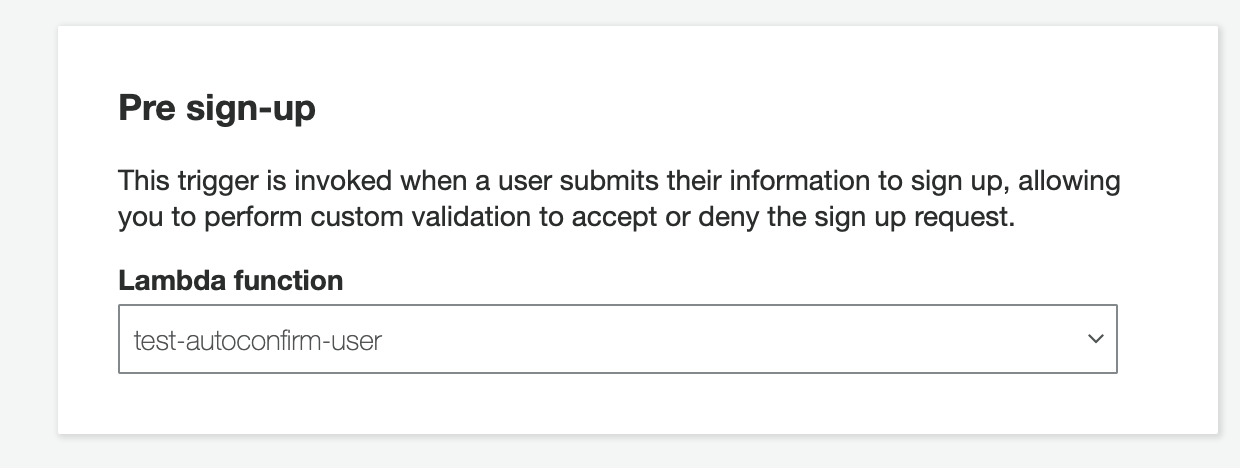 Pre sign-up
This trigger is invoked when a user submits their information to sign up, allowing
you to perform custom validation to accept or deny the sign up request.
Lambda function
test-autoconfirm-user